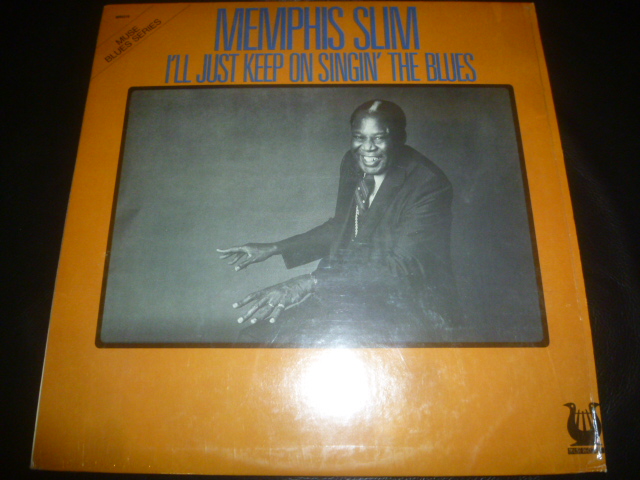 MUSE
BLUES SERIES
MEMPHIS SLIM
I'LL JUST KEEP ON SINGIN' THE BLUES